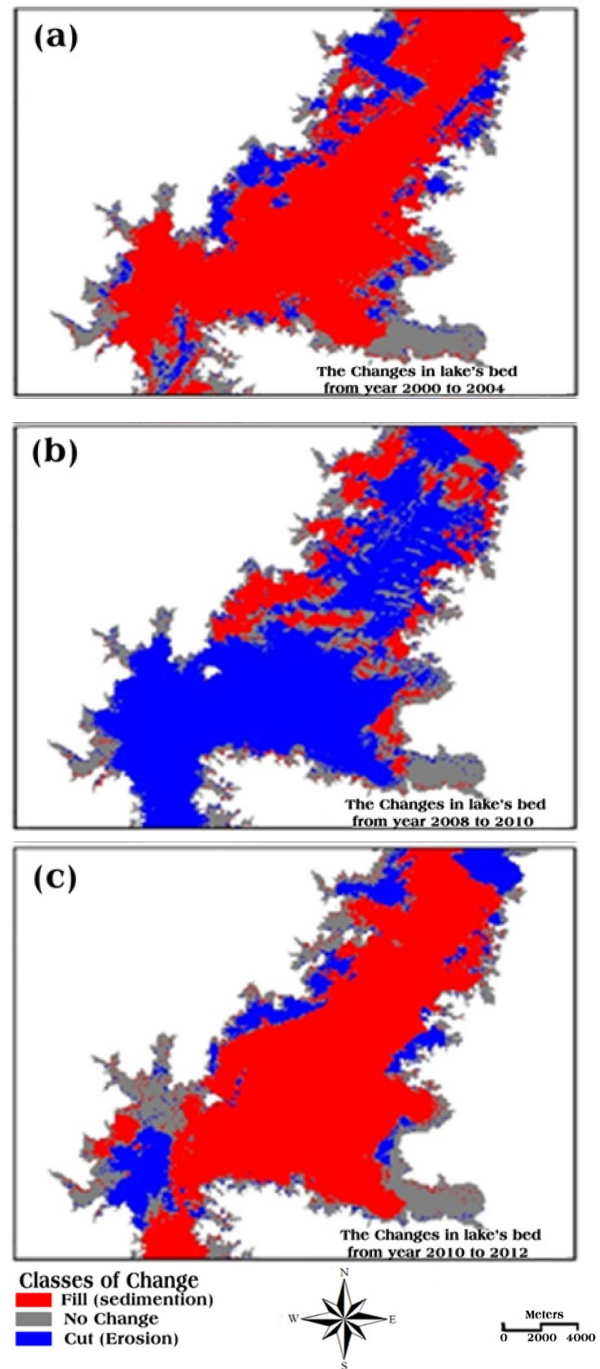 (a)
The Changes in lake's bed
from year 2000 to 2004
(b)
The Changes in lake's bed
from year 2008 to 2010
(c)
The Changes in lake's bed
from year 2010 to 2012
Classes of Change
Fill (sedimention)
No Change
Cut (Erosion)
N
W E
S
Meters
0 2000 4000